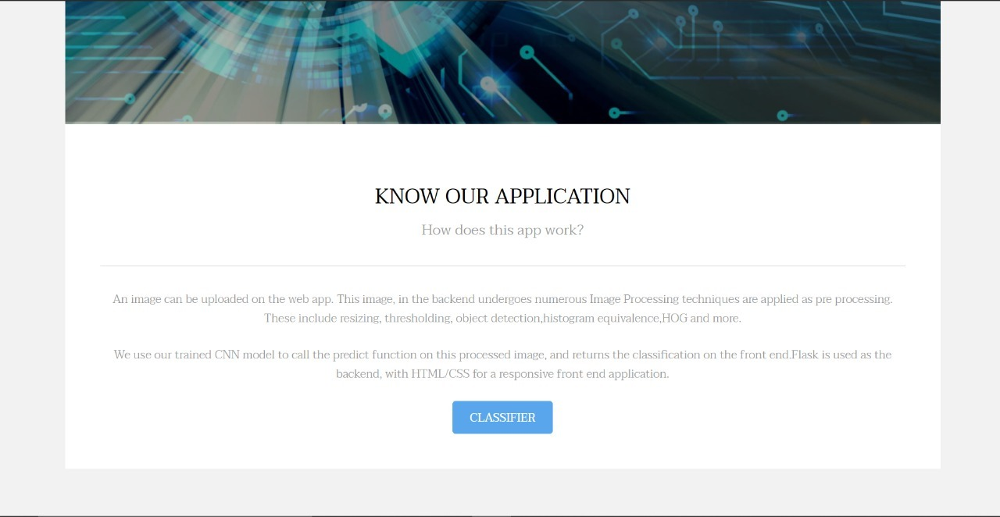 KNOW OUR APPLICATION
How does this app work?
An image can be uploaded on the web app. This image, in the backend undergoes numerous Image Processing techniques are applied as pre processing.
These include resizing, thresholding, object detection,histogram equivalence,HOG and more.
We use our trained CNN model to call the predict function on this processed image, and returns the classification on the front end.Flask is used as the
backend, with HTML/CSS for a responsive front end application.
CLASSIFIER